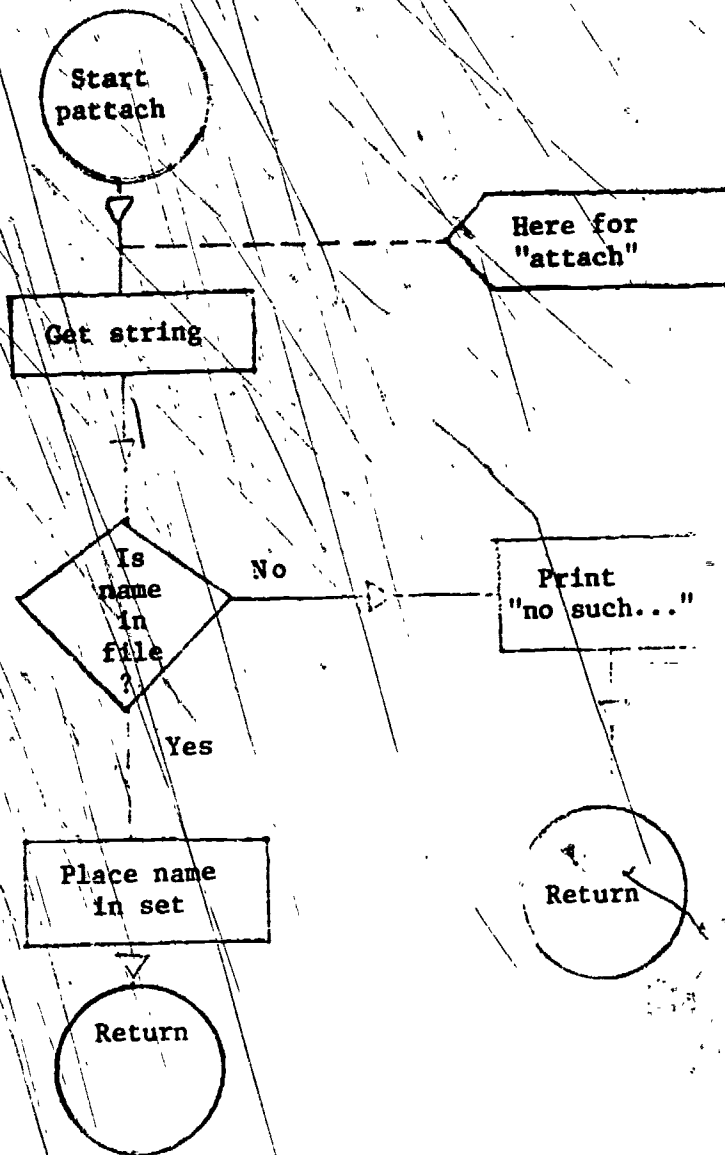 Start
pattach
Here for
"attach"
Get string
Is
name
in
file
?
No
Print
"no such..."
Yes
Place name
in set
Return
Return